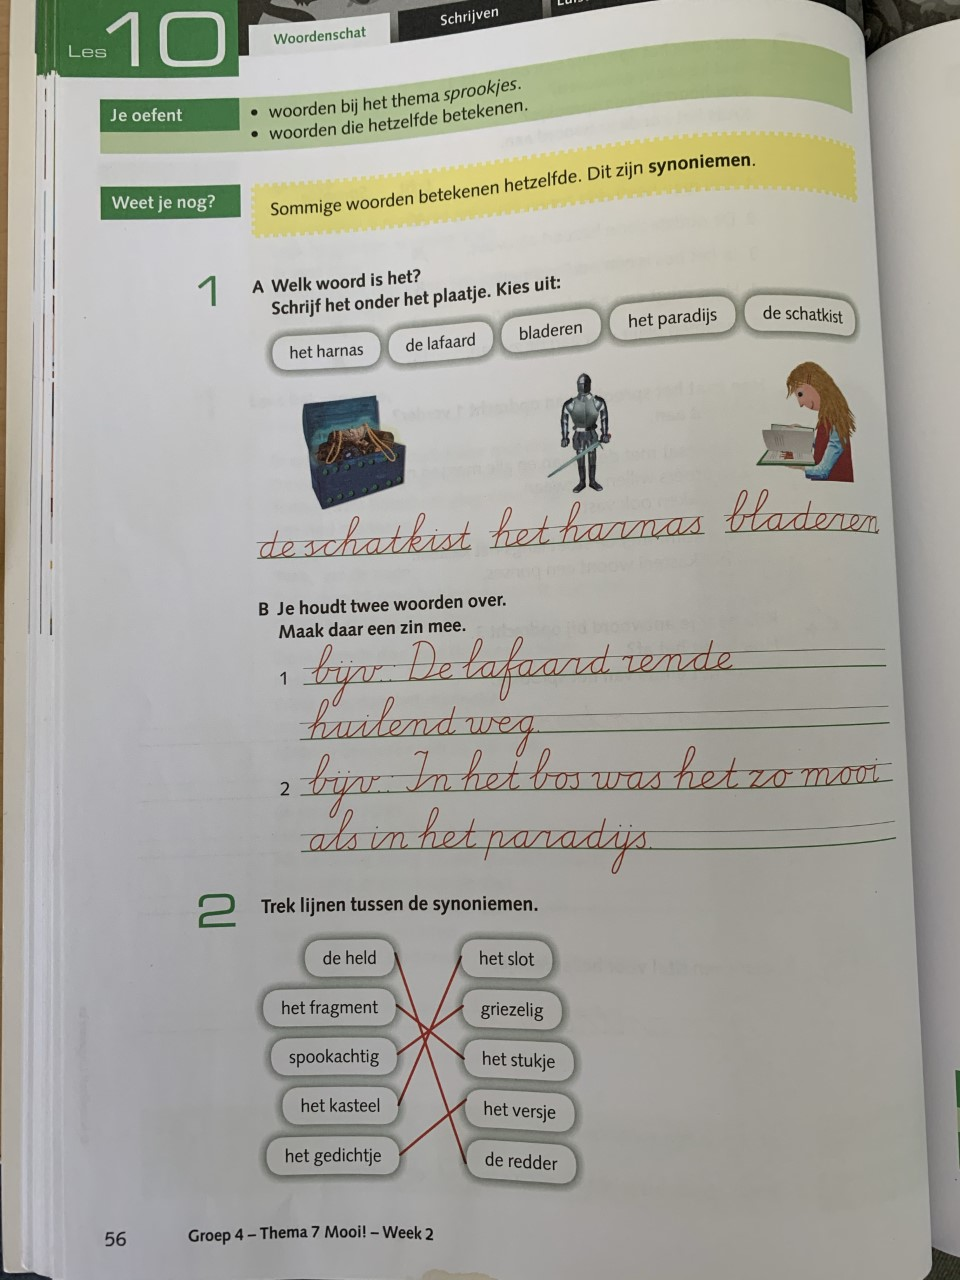 Les 10
Woordenschat
Schrijven
Je oefent
• woorden bij het thema sprookjes.
• woorden die hetzelfde betekenen.
Weet je nog?
Sommige woorden betekenen hetzelfde. Dit zijn synoniemen.
1
A Welk woord is het?
Schrijf het onder het plaatje. Kies uit:
het harnas de lafaard bladeren het paradijs de schatkist
de schatkist het harnas bladeren
B Je houdt twee woorden over.
Maak daar een zin mee.
1 bijv.: De lafaard rende
huilend weg.
2 bijv.: In het bos was het zo mooi
als in het paradijs.
2 Trek lijnen tussen de synoniemen.
de held het slot
het fragment griezelig
spookachtig het stukje
het kasteel het versje
het gedichtje de redder
56 Groep 4 – Thema 7 Mooi! – Week 2